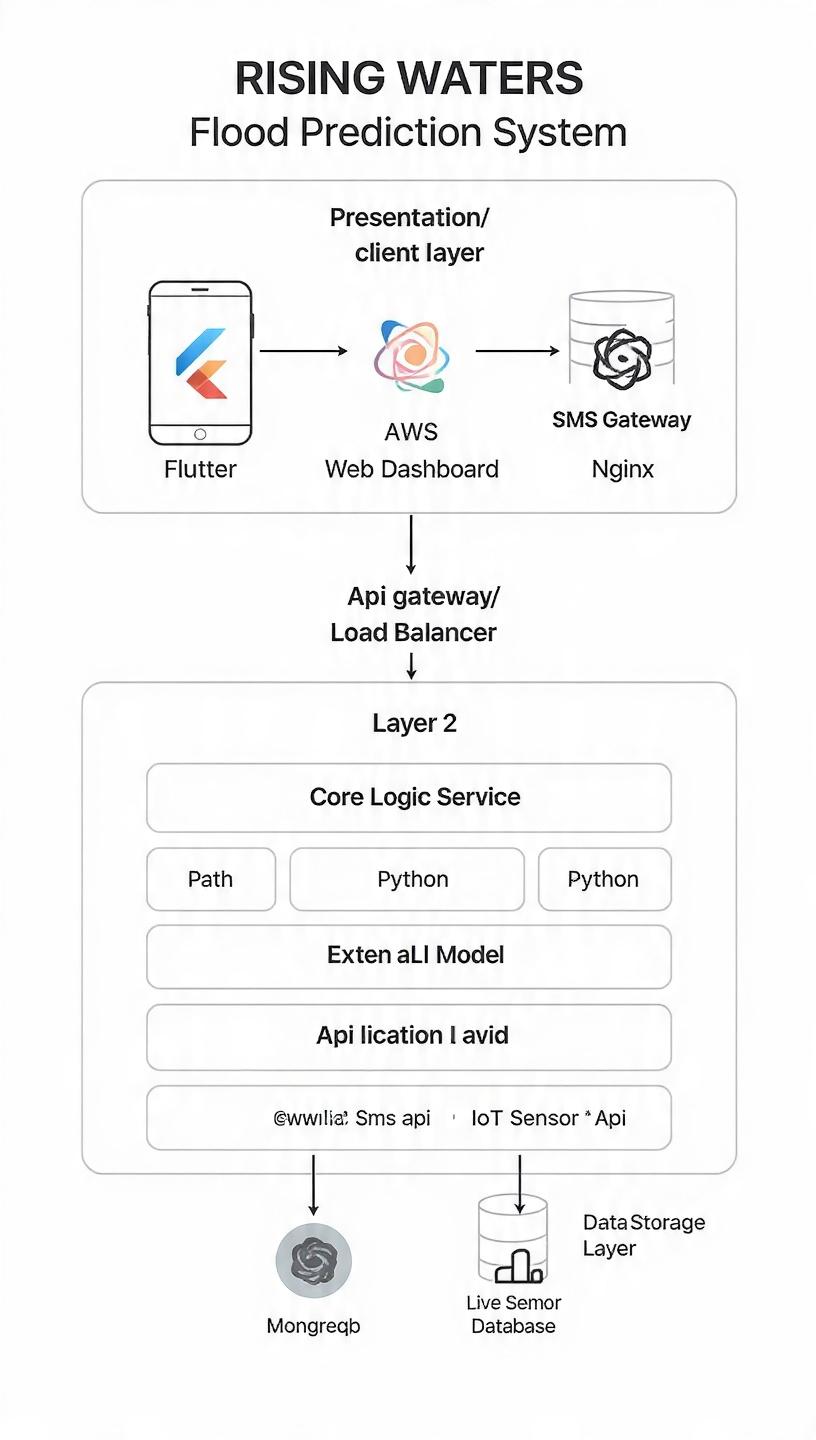 RISING WATERS
Flood Prediction System
Presentation/
client layer
Flutter
AWS
Web Dashboard
SMS Gateway
Nginx
Api gateway/
Load Balancer
Layer 2
Core Logic Service
Path
Python
Python
Exten aLl Model
Api lication l avid
Sms api
IoT Sensor * Api
Data Storage
Layer
Mongreqb
Live Semor
Database